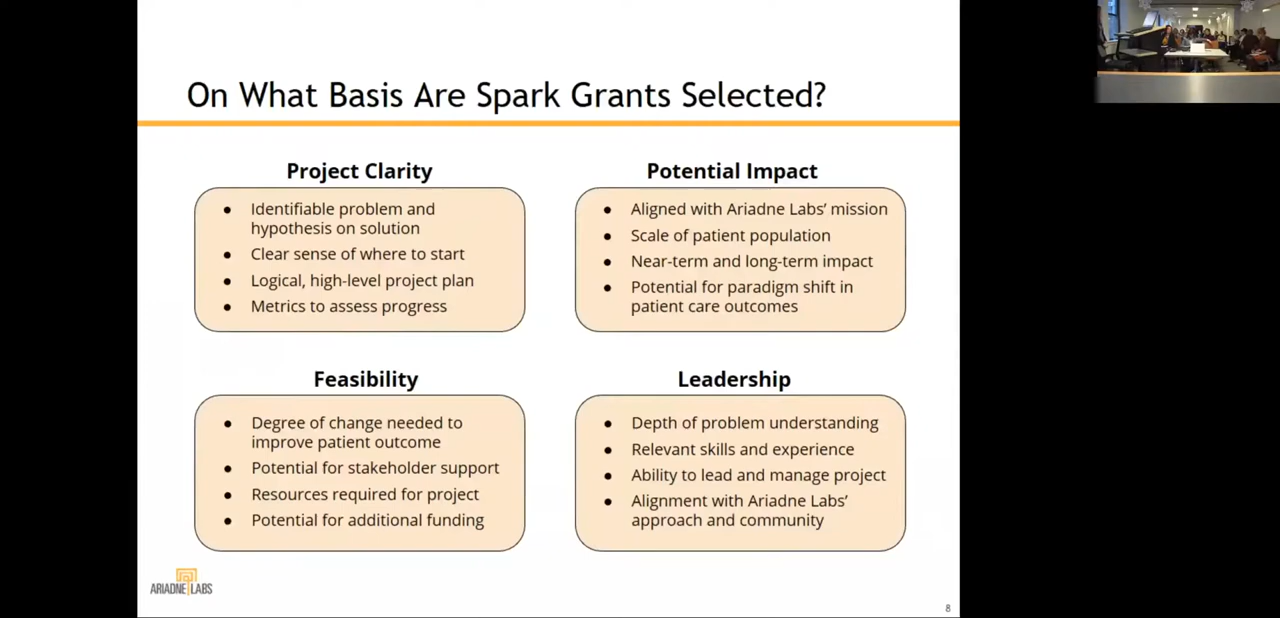 On What Basis Are Spark Grants Selected?
Project Clarity
● Identifiable problem and
hypothesis on solution
● Clear sense of where to start
● Logical, high-level project plan
● Metrics to assess progress
Potential Impact
● Aligned with Ariadne Labs’ mission
● Scale of patient population
● Near-term and long-term impact
● Potential for paradigm shift in
patient care outcomes
Feasibility
● Degree of change needed to
improve patient outcome
● Potential for stakeholder support
● Resources required for project
● Potential for additional funding
Leadership
● Depth of problem understanding
● Relevant skills and experience
● Ability to lead and manage project
● Alignment with Ariadne Labs’
approach and community
ARIADNE LABS
8